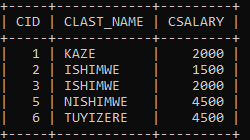 +------+------------+---------+
| CID | CLAST_NAME | CSALARY |
+------+------------+---------+
| 1 | KAZE | 2000 |
| 2 | ISHIMWE | 1500 |
| 3 | ISHIMWE | 2000 |
| 5 | NISHIMWE | 4500 |
| 6 | TUYIZERE | 4500 |
+------+------------+---------+